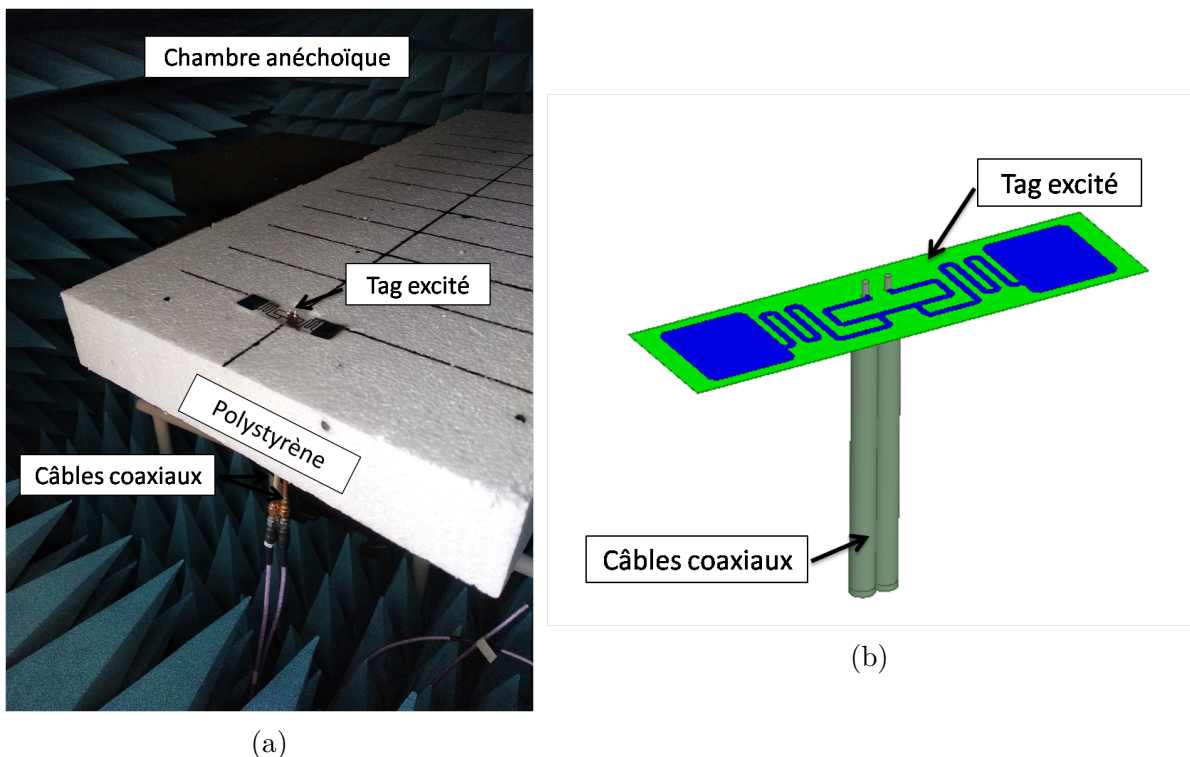 Chambre anéchoïque
Tag excité
Polystyrène
Câbles coaxiaux
(a)
Tag excité
Câbles coaxiaux
(b)